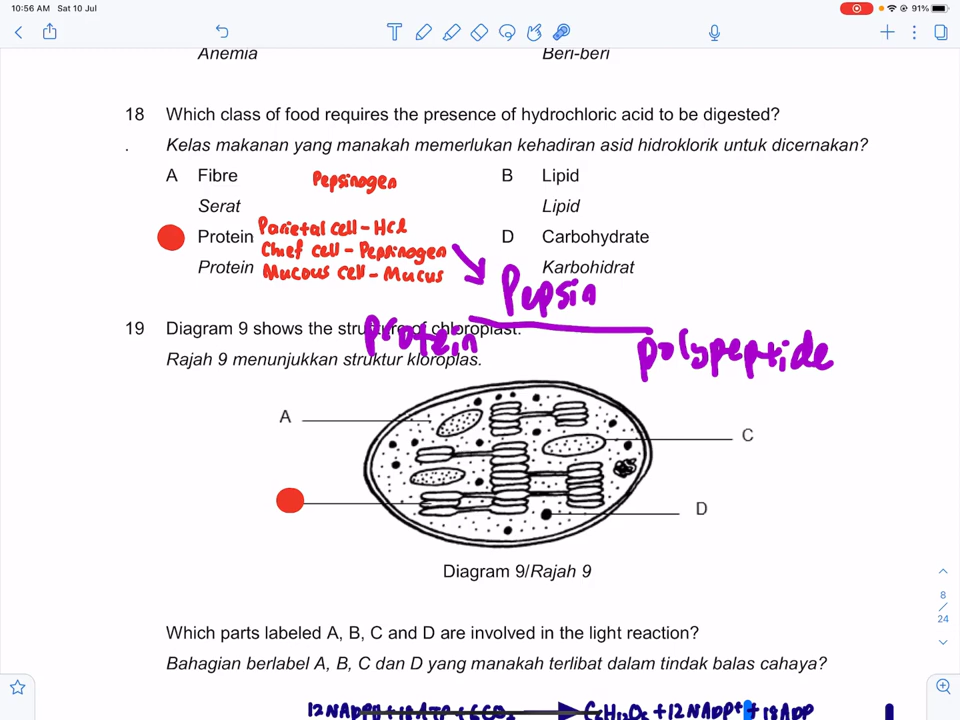 10:56 AM Sat 10 Jul 91%
Anemia Beri-beri
18 Which class of food requires the presence of hydrochloric acid to be digested?
. Kelas makanan yang manakah memerlukan kehadiran asid hidroklorik untuk dicernakan?
A Fibre Pepsinogen B Lipid
Serat Lipid
Protein Parietal cell - HCl D Carbohydrate
Chief cell - Pepsinogen
Protein Mucous cell - Mucus Karbohidrat
Pepsin
19 Diagram 9 shows the structure of chloroplast.
Protein polypeptide
Rajah 9 menunjukkan struktur kloroplas.
A
C
D
Diagram 9/Rajah 9
8
/
24
Which parts labeled A, B, C and D are involved in the light reaction?
Bahagian berlabel A, B, C dan D yang manakah terlibat dalam tindak balas cahaya?